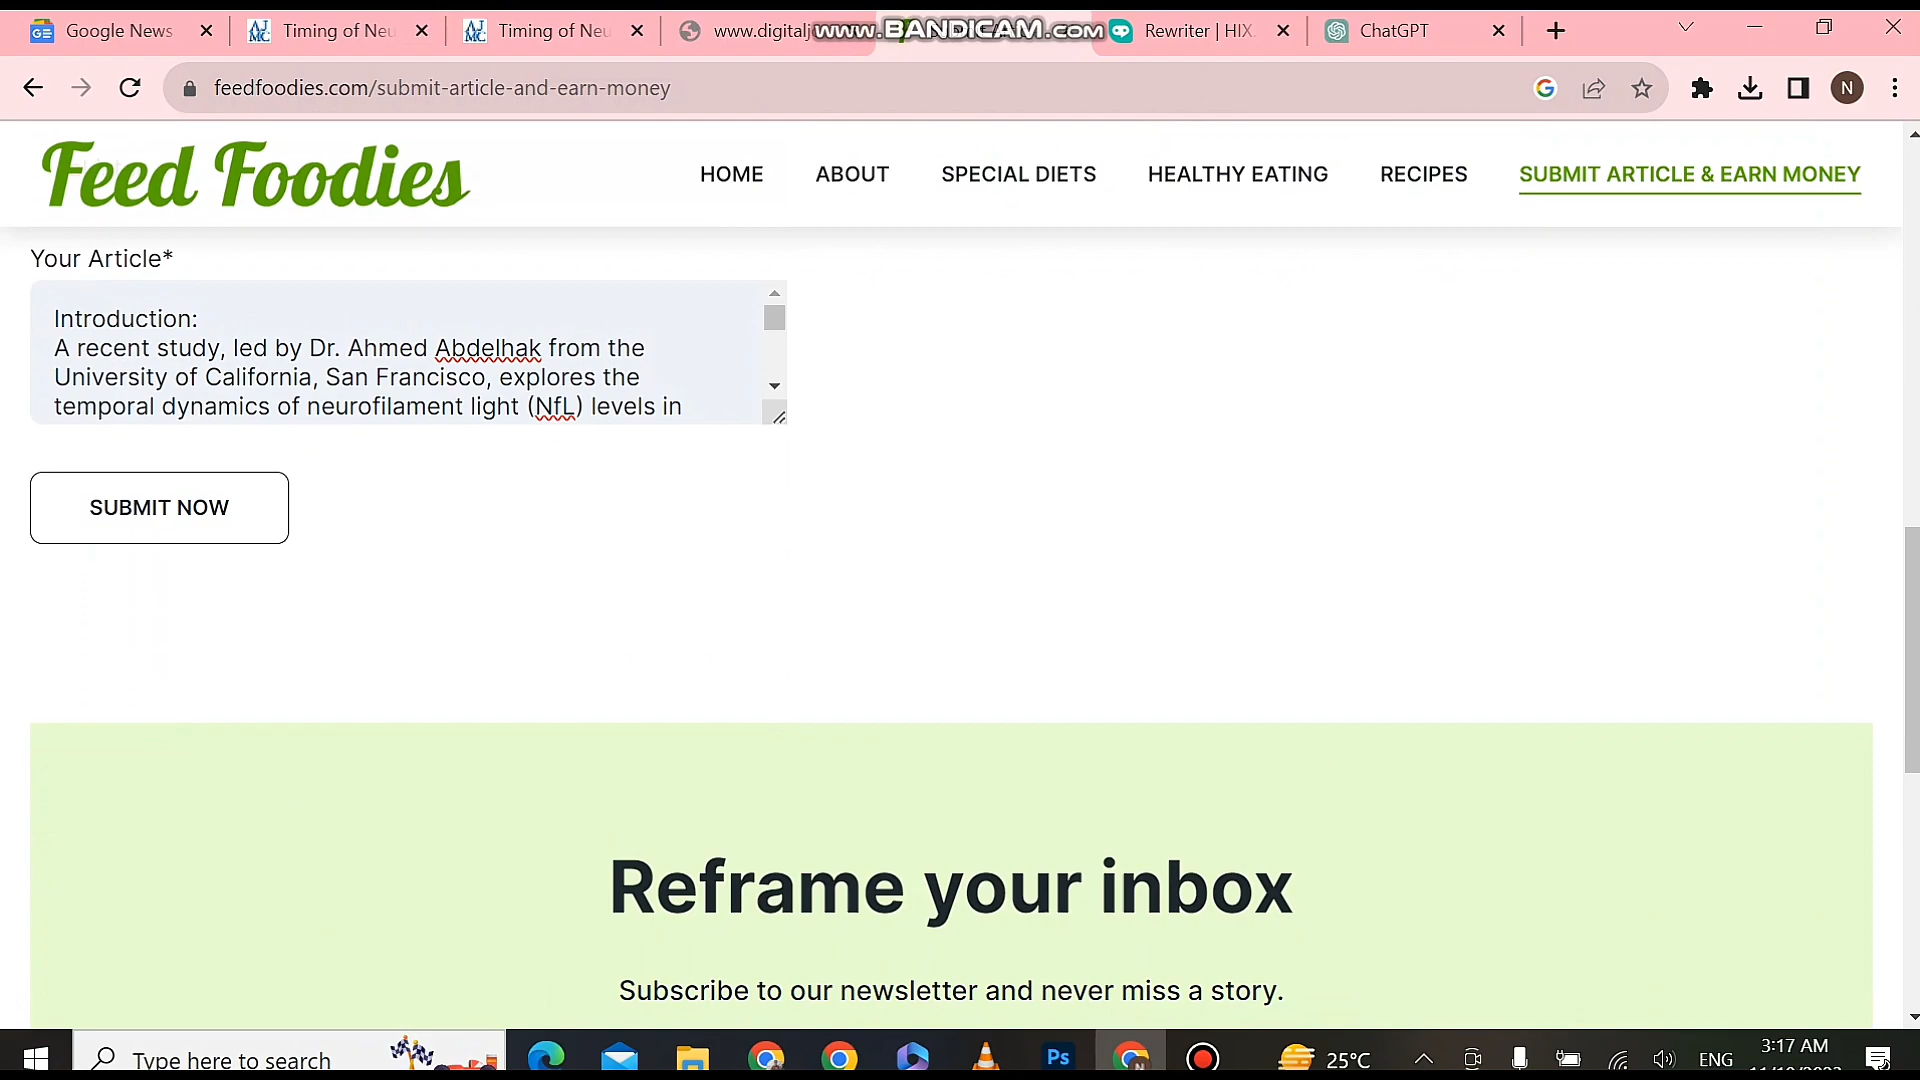 Google News
Timing of Neu
Timing of Neu
www.digitalj
www.BANDICAM.com
Rewriter | HIX.
ChatGPT
feedfoodies.com/submit-article-and-earn-money
N
Feed Foodies
HOME
ABOUT
SPECIAL DIETS
HEALTHY EATING
RECIPES
SUBMIT ARTICLE & EARN MONEY
Your Article*
Introduction:
A recent study, led by Dr. Ahmed Abdelhak from the
University of California, San Francisco, explores the
temporal dynamics of neurofilament light (NfL) levels in
SUBMIT NOW
Reframe your inbox
Subscribe to our newsletter and never miss a story.
Type here to search
Ps
25°C
ENG
3:17 AM